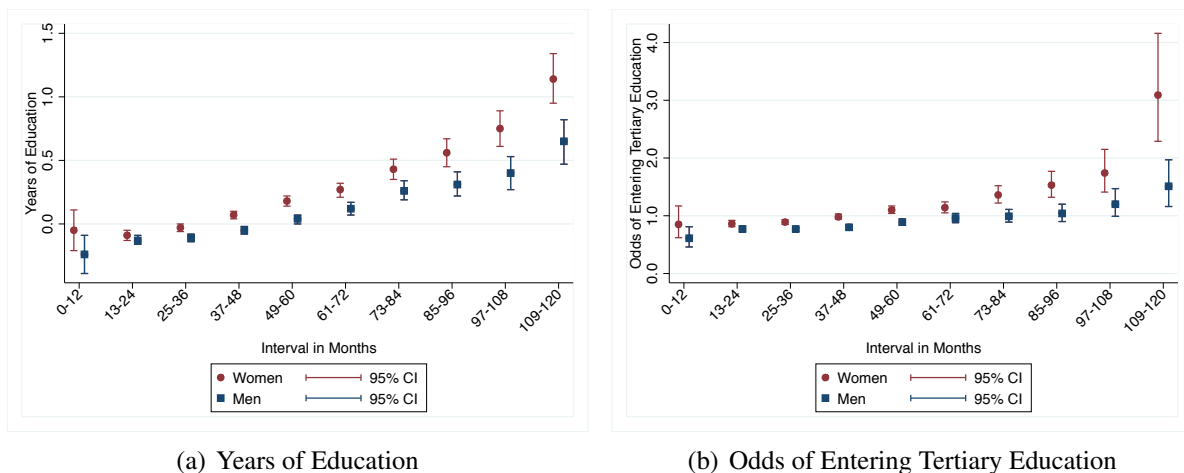 1.5
1.0
0.5
0.0
Years of Education
0-12
13-24
25-36
37-48
49-60
61-72
73-84
85-96
97-108
109-120
Interval in Months
Women 95% CI
Men 95% CI
(a) Years of Education
4.0
3.0
2.0
1.0
0.0
Odds of Entering Tertiary Education
0-12
13-24
25-36
37-48
49-60
61-72
73-84
85-96
97-108
109-120
Interval in Months
Women 95% CI
Men 95% CI
(b) Odds of Entering Tertiary Education